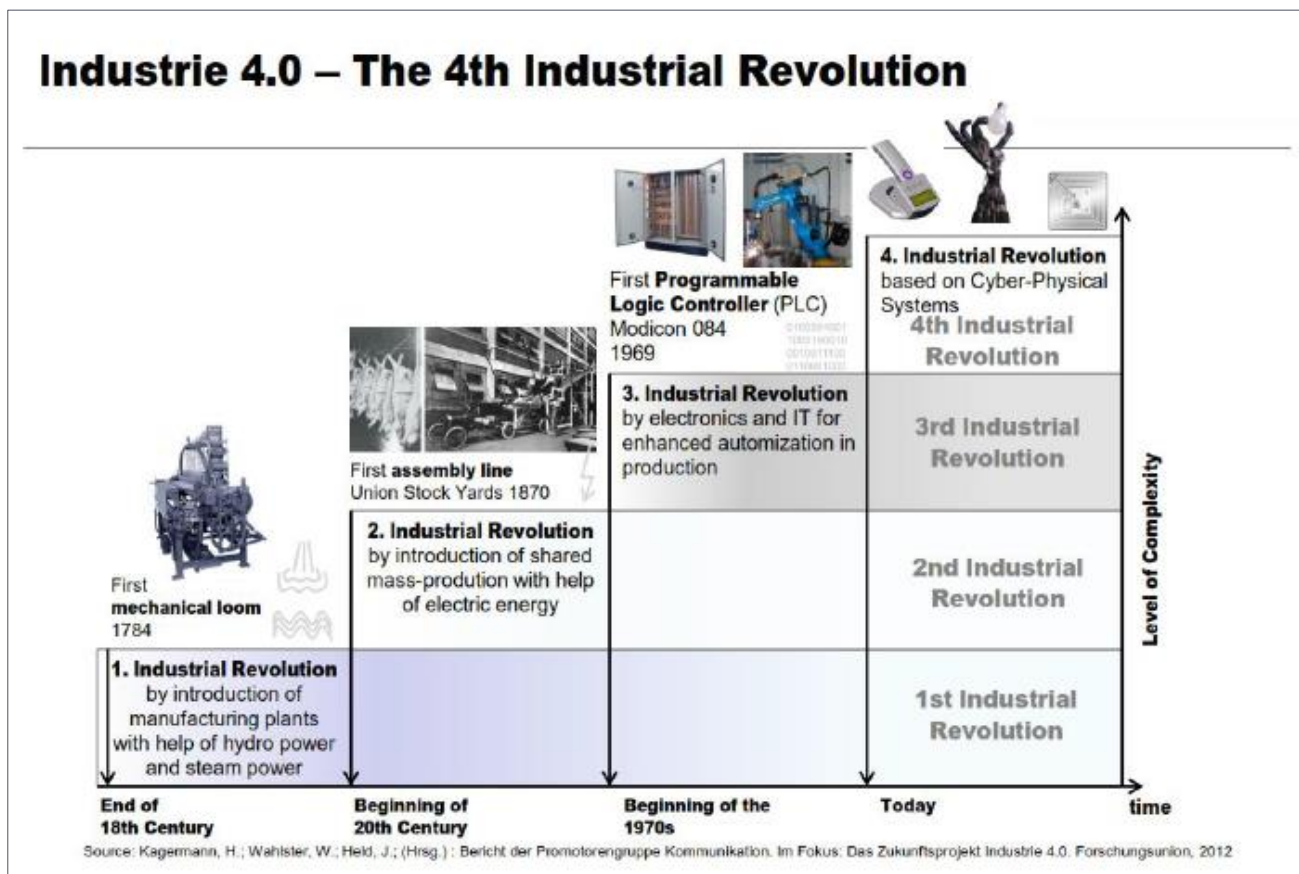 Industrie 4.0 – The 4th Industrial Revolution
First Programmable
Logic Controller (PLC)
Modicon 084
1969
4. Industrial Revolution
based on Cyber-Physical
Systems
4th Industrial
Revolution
First assembly line
Union Stock Yards 1870
3. Industrial Revolution
by electronics and IT for
enhanced automization in
production
3rd Industrial
Revolution
First
mechanical loom
1784
2. Industrial Revolution
by introduction of shared
mass-prodution with help
of electric energy
2nd Industrial
Revolution
Level of Complexity
1. Industrial Revolution
by introduction of
manufacturing plants
with help of hydro power
and steam power
1st Industrial
Revolution
End of
18th Century
Beginning of
20th Century
Beginning of the
1970s
Today
time
Source: Kagermann, H.; Wahlster, W.; Held, J.; (Hrsg.) : Bericht der Promotorengruppe Kommunikation. Im Fokus: Das Zukunftsprojekt Industrie 4.0. Forschungsunion, 2012